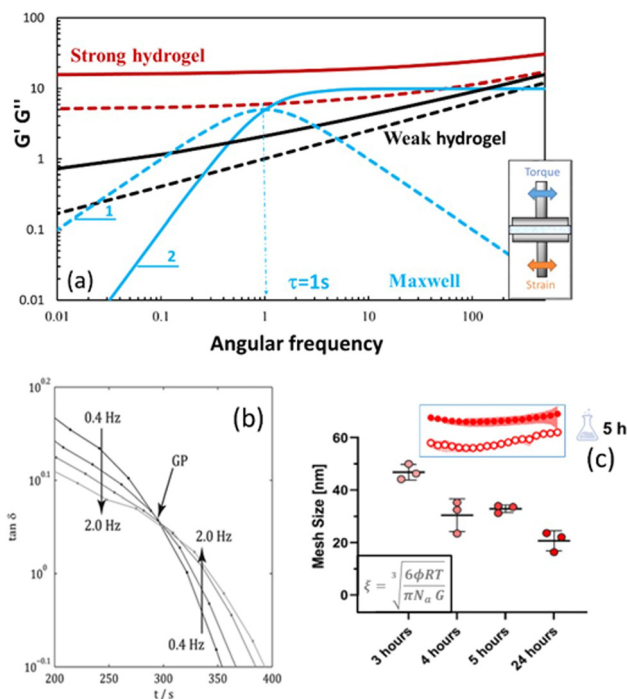 100
10
1
0.1
0.01
G' G''
Strong hydrogel
Weak hydrogel
1
2
τ=1s
Maxwell
(a)
0.01
0.1
1
10
100
Angular frequency
Torque
Strain
(b)
10^0.2
10^0.1
10^0
10^-0.1
tan δ
0.4 Hz
GP
2.0 Hz
2.0 Hz
0.4 Hz
200
250
300
350
400
t / s
5 h
(c)
60
40
20
0
Mesh Size [nm]
ξ = ∛(6ϕRT / πNₐ G)
3 hours
4 hours
5 hours
24 hours